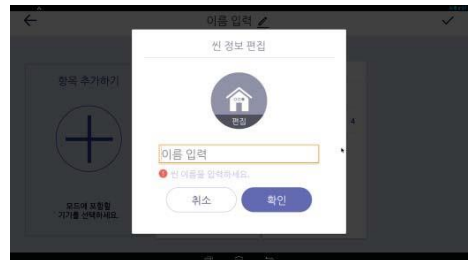 이름 입력
씬 정보 편집
항목 추가하기
편집
4
이름 입력
씬 이름을 입력하세요.
모드에 포함할
기기를 선택하세요.
취소
확인